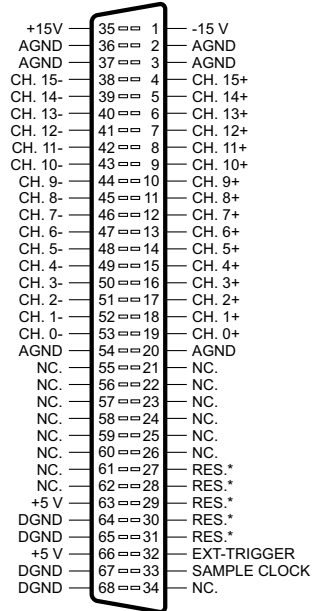 +15V 35 1 -15 V
AGND 36 2 AGND
AGND 37 3 AGND
CH. 15- 38 4 CH. 15+
CH. 14- 39 5 CH. 14+
CH. 13- 40 6 CH. 13+
CH. 12- 41 7 CH. 12+
CH. 11- 42 8 CH. 11+
CH. 10- 43 9 CH. 10+
CH. 9- 44 10 CH. 9+
CH. 8- 45 11 CH. 8+
CH. 7- 46 12 CH. 7+
CH. 6- 47 13 CH. 6+
CH. 5- 48 14 CH. 5+
CH. 4- 49 15 CH. 4+
CH. 3- 50 16 CH. 3+
CH. 2- 51 17 CH. 2+
CH. 1- 52 18 CH. 1+
CH. 0- 53 19 CH. 0+
AGND 54 20 AGND
NC. 55 21 NC.
NC. 56 22 NC.
NC. 57 23 NC.
NC. 58 24 NC.
NC. 59 25 NC.
NC. 60 26 NC.
NC. 61 27 RES.*
NC. 62 28 RES.*
+5 V 63 29 RES.*
DGND 64 30 RES.*
DGND 65 31 RES.*
+5 V 66 32 EXT-TRIGGER
DGND 67 33 SAMPLE CLOCK
DGND 68 34 NC.